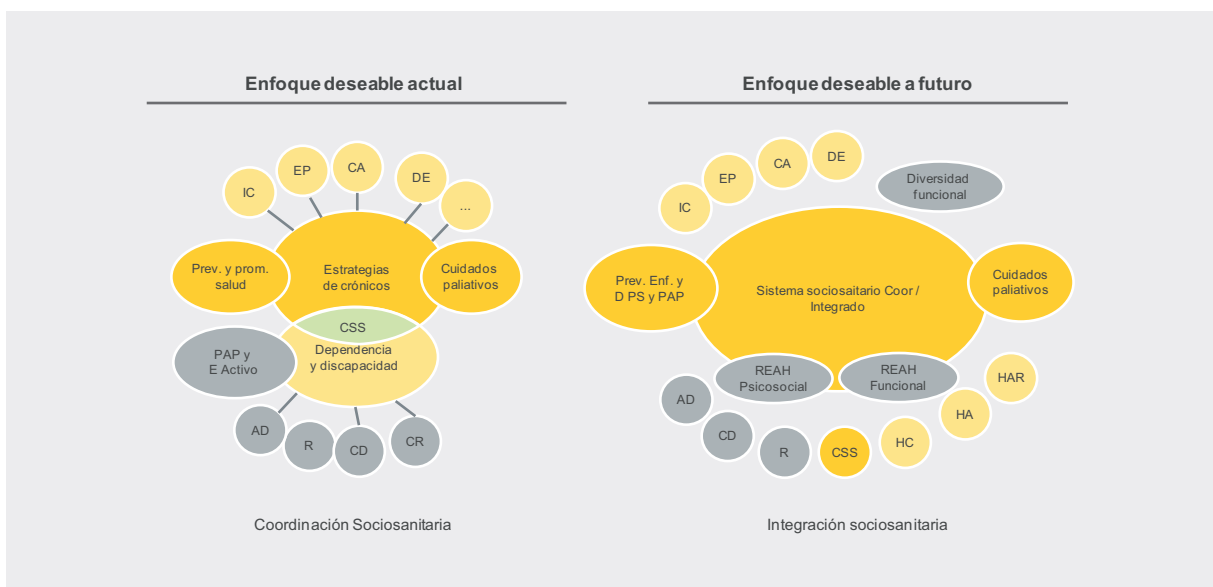 Enfoque deseable actual
IC
EP
CA
DE
...
Prev. y prom.
salud
Estrategias
de crónicos
Cuidados
paliativos
CSS
PAP y
E Activo
Dependencia
y discapacidad
AD
R
CD
CR
Coordinación Sociosanitaria
Enfoque deseable a futuro
IC
EP
CA
DE
Diversidad
funcional
Prev. Enf. y
D PS y PAP
Sistema sociosaitario Coor /
Integrado
Cuidados
paliativos
REAH
Psicosocial
REAH
Funcional
AD
CD
R
CSS
HC
HA
HAR
Integración sociosanitaria